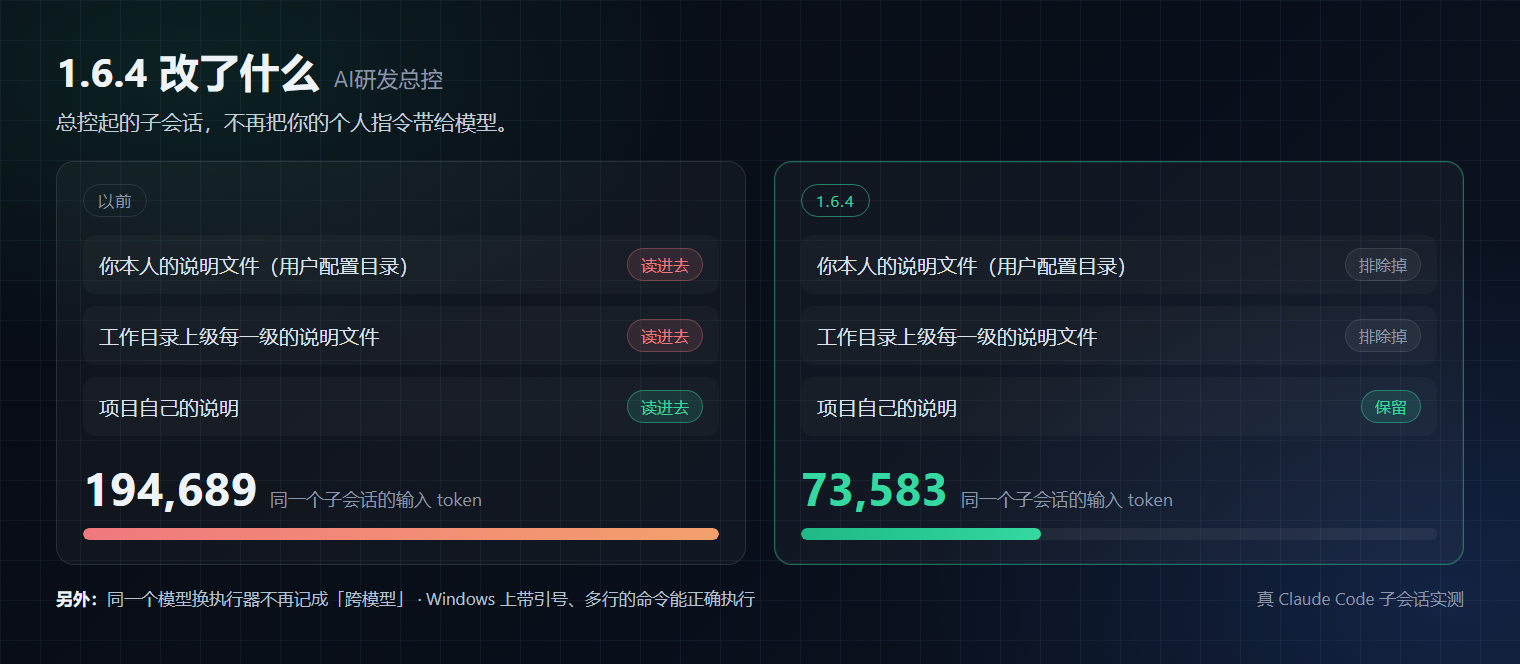 1.6.4 改了什么 AI研发总控
总控起的子会话，不再把你的个人指令带给模型。
以前
你本人的说明文件（用户配置目录） 读进去
工作目录上级每一级的说明文件 读进去
项目自己的说明 读进去
194,689 同一个子会话的输入 token
1.6.4
你本人的说明文件（用户配置目录） 排除掉
工作目录上级每一级的说明文件 排除掉
项目自己的说明 保留
73,583 同一个子会话的输入 token
另外：同一个模型换执行器不再记成「跨模型」 · Windows 上带引号、多行的命令能正确执行
真 Claude Code 子会话实测